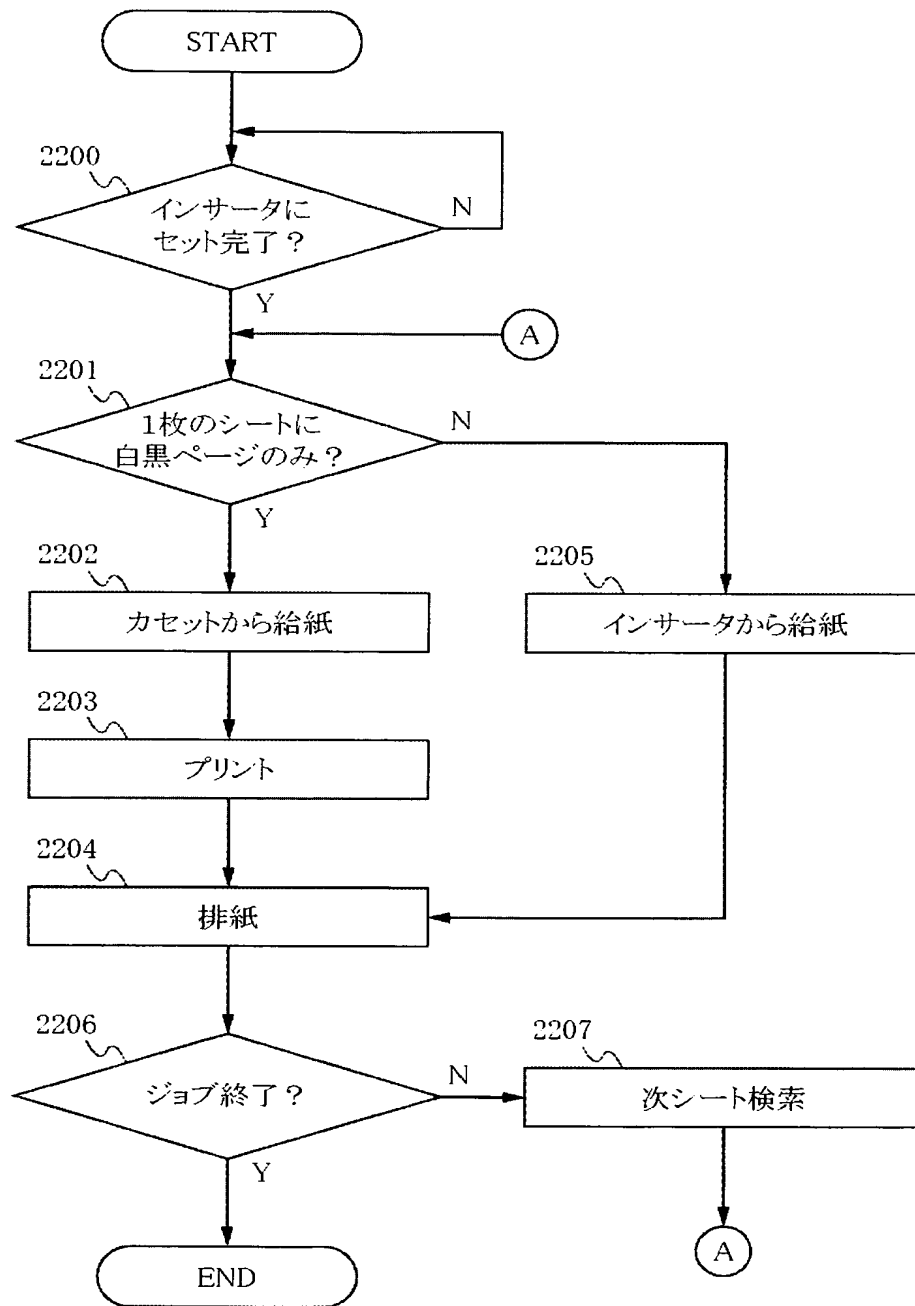 START
2200
インサータに
セット完了?
N
Y
A
2201
1枚のシートに
白黒ページのみ?
N
Y
2202
カセットから給紙
2205
インサータから給紙
2203
プリント
2204
排紙
2206
ジョブ終了?
N
Y
2207
次シート検索
A
END